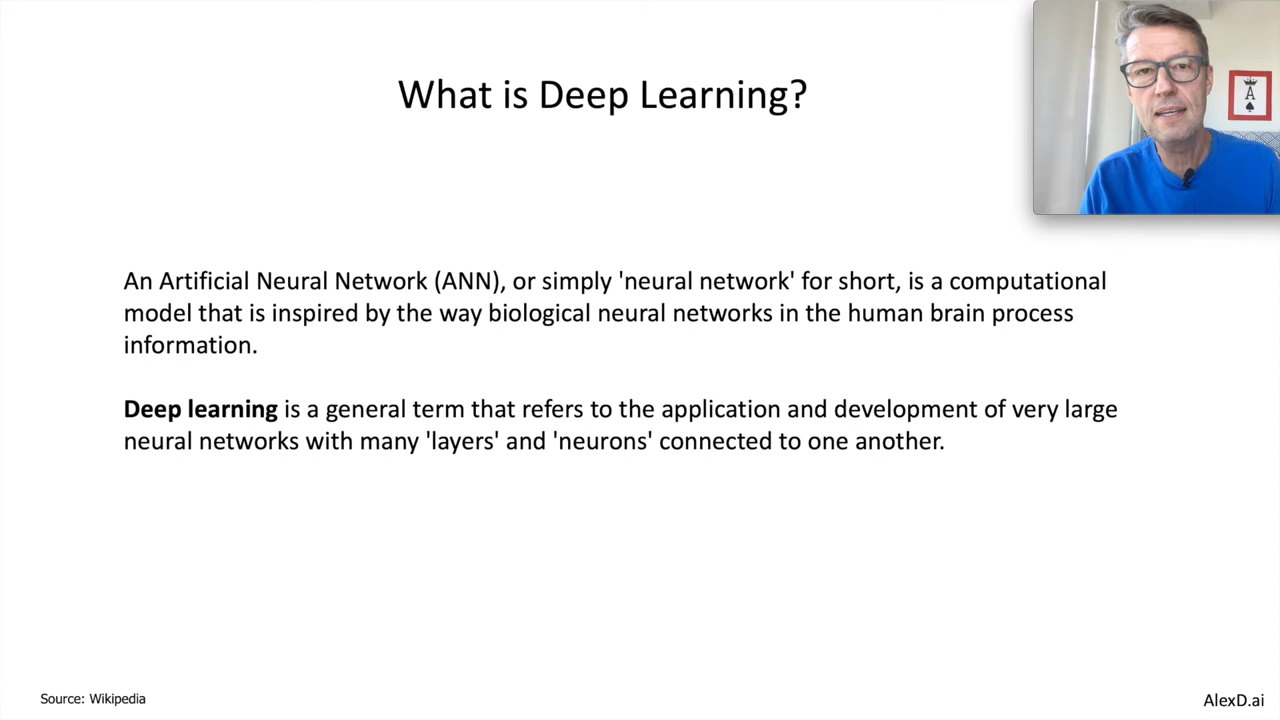 What is Deep Learning?
A
An Artificial Neural Network (ANN), or simply 'neural network' for short, is a computational
model that is inspired by the way biological neural networks in the human brain process
information.
Deep learning is a general term that refers to the application and development of very large
neural networks with many 'layers' and 'neurons' connected to one another.
Source: Wikipedia
AlexD.ai